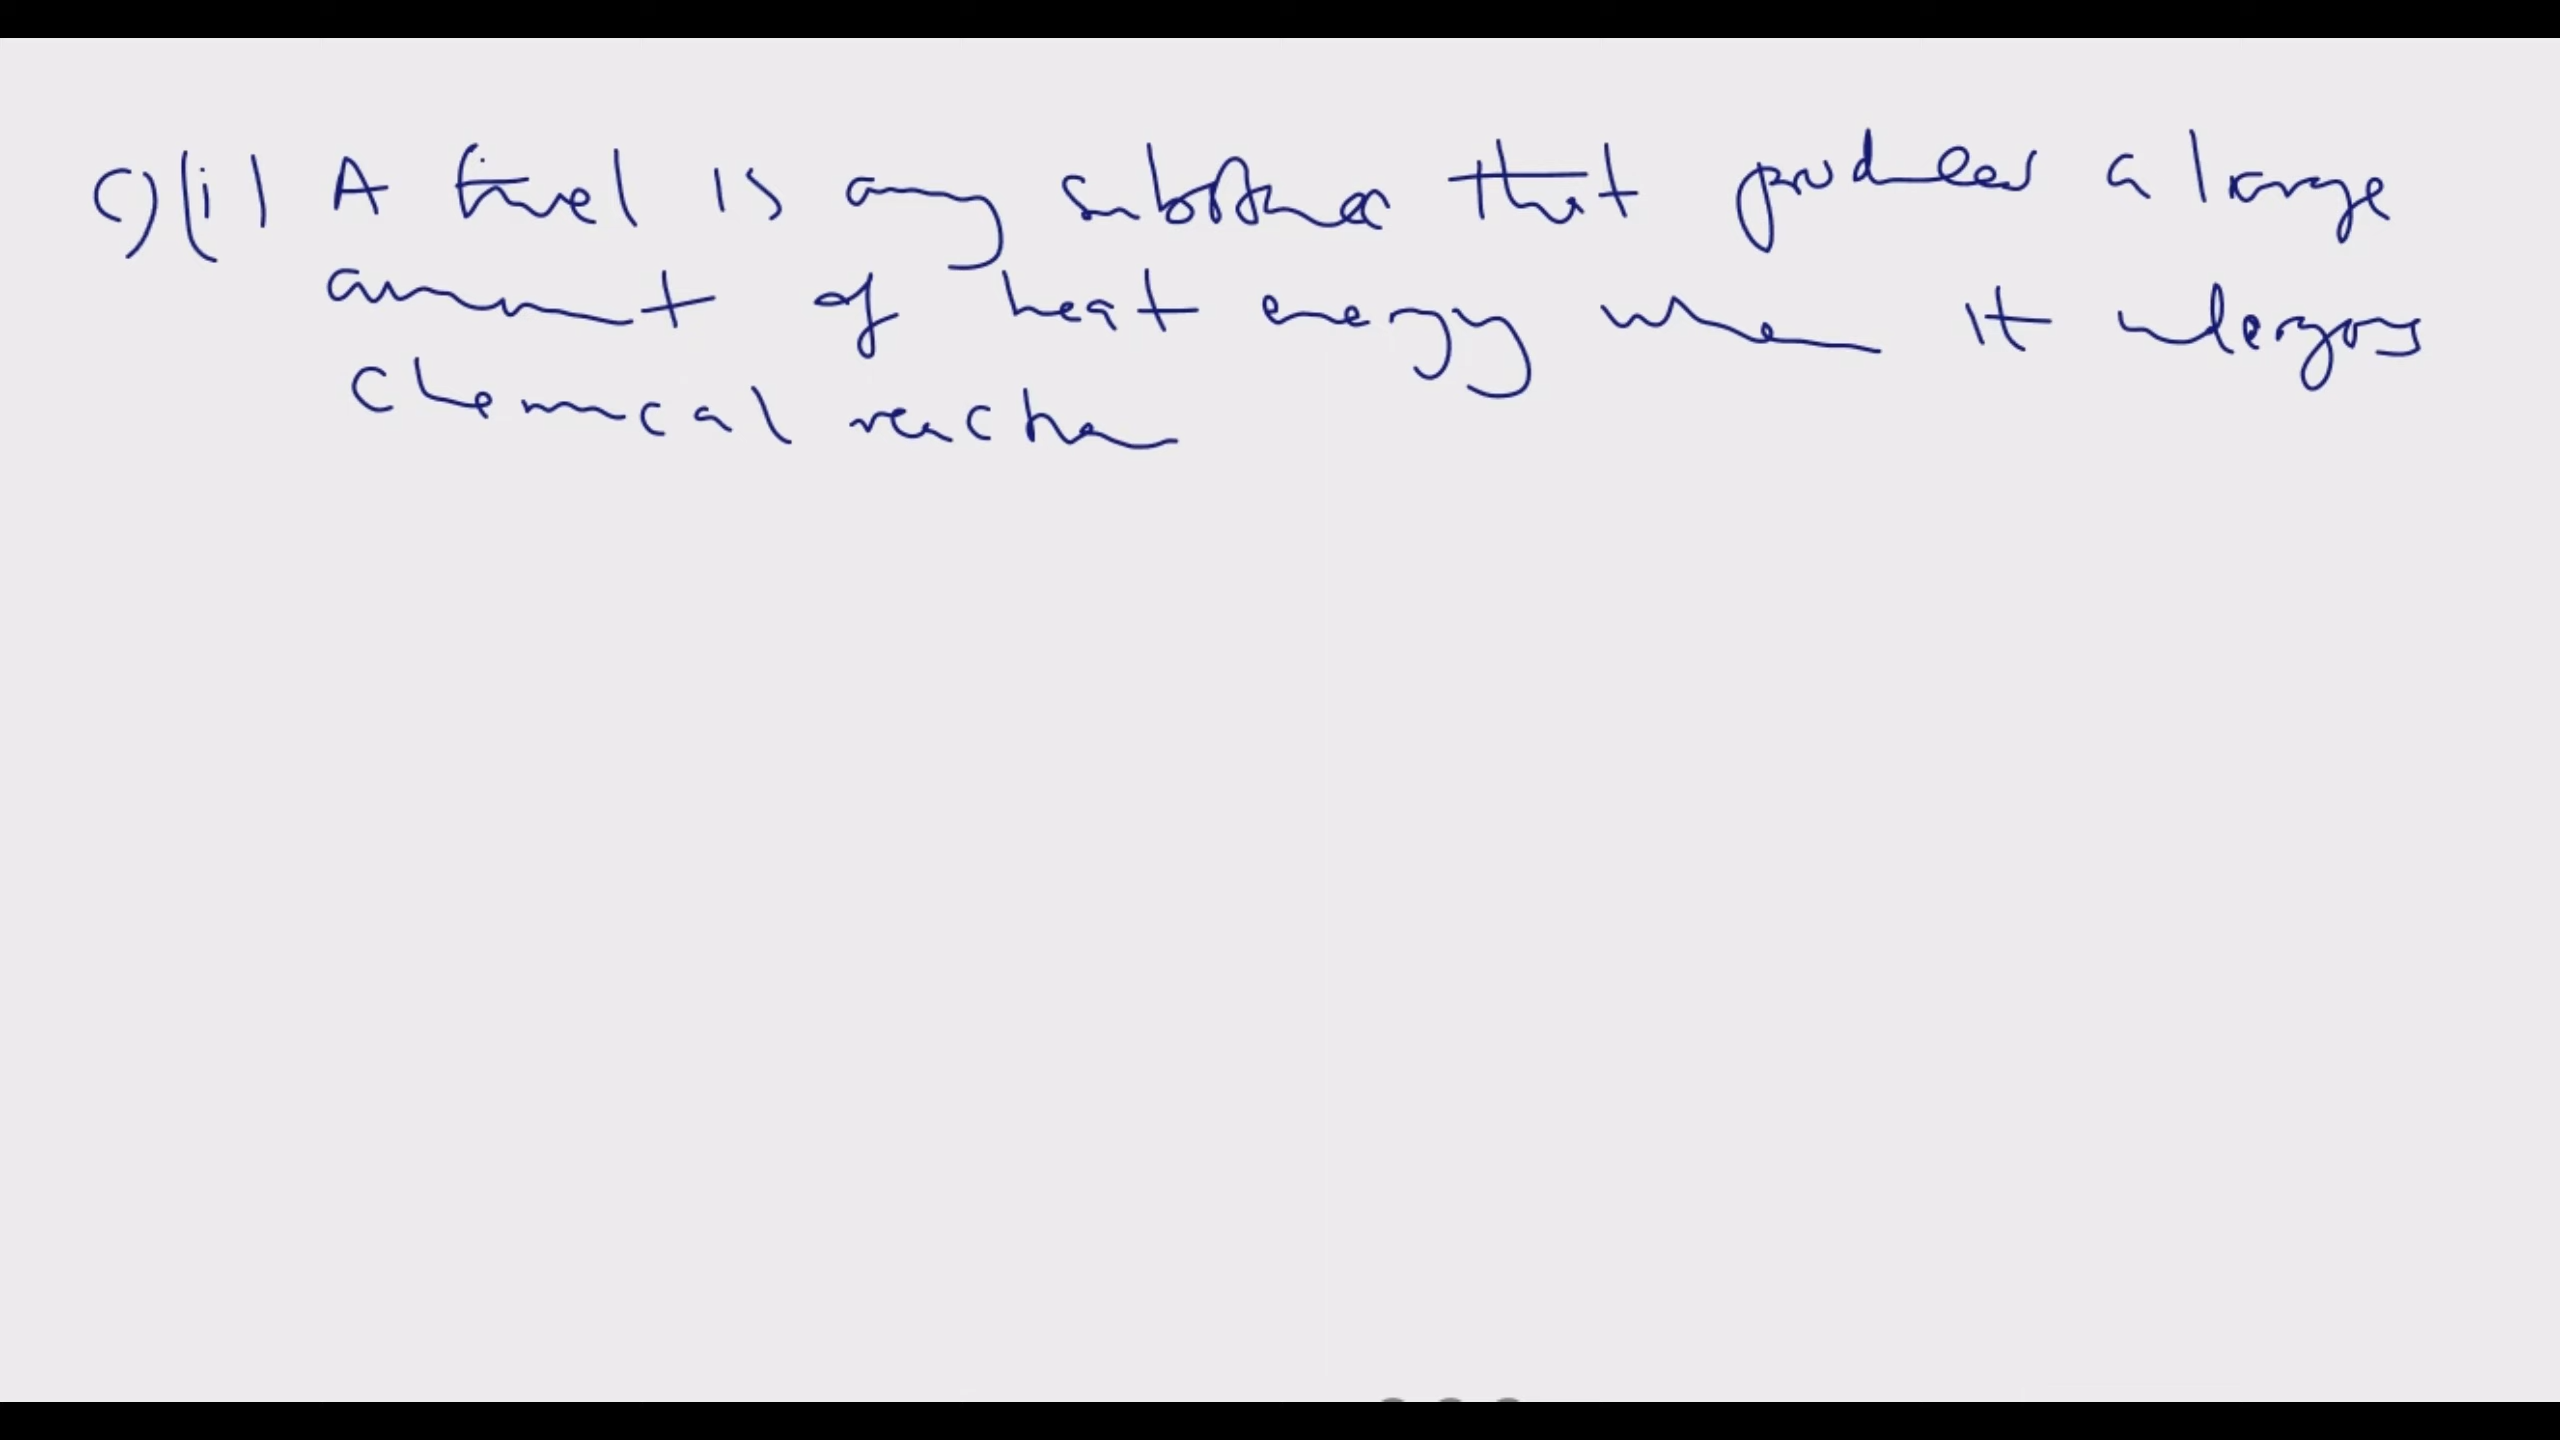 c)(i) A fuel is any substance that produces a large
amount of heat energy when it undergoes
chemical reaction